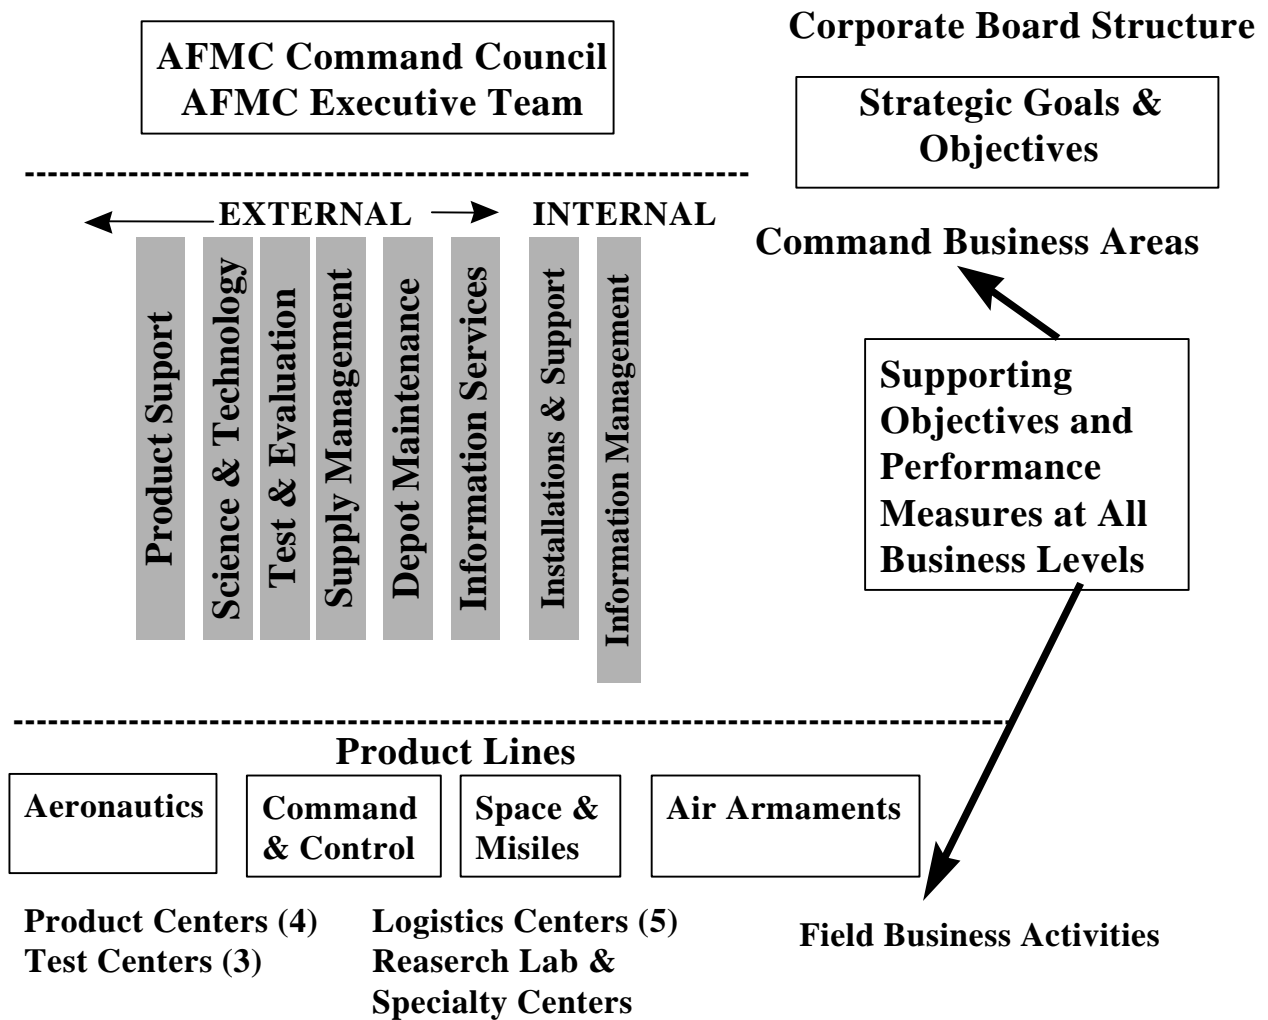 Corporate Board Structure
AFMC Command Council
AFMC Executive Team
Strategic Goals &
Objectives
EXTERNAL
INTERNAL
Command Business Areas
Product Support
Science & Technology
Test & Evaluation
Supply Management
Depot Maintenance
Information Services
Installations & Support
Information Management
Supporting
Objectives and
Performance
Measures at All
Business Levels
Product Lines
Aeronautics
Command
& Control
Space &
Misiles
Air Armaments
Product Centers (4)
Test Centers (3)
Logistics Centers (5)
Reaserch Lab &
Specialty Centers
Field Business Activities